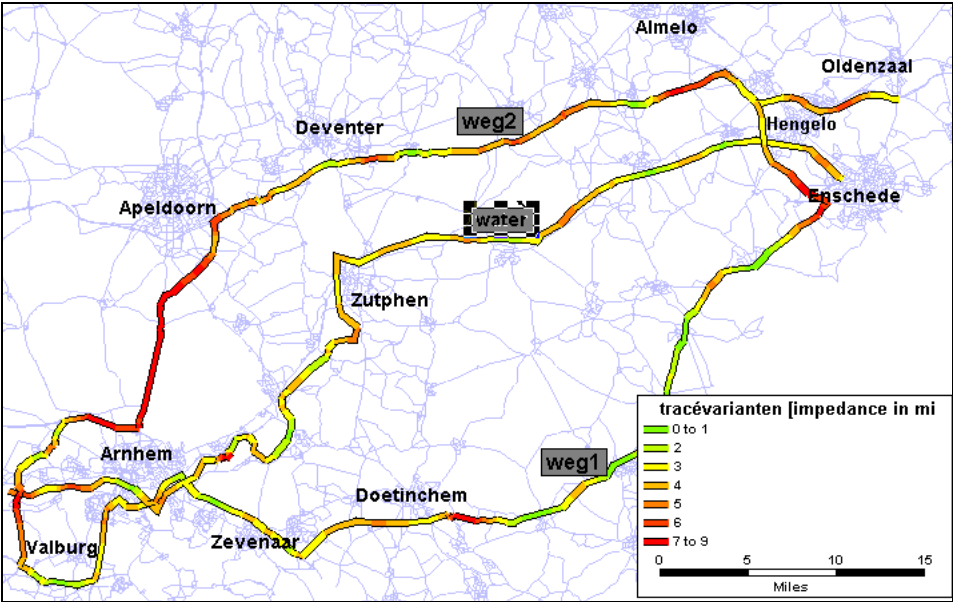 Almelo
Oldenzaal
weg2
Deventer
Hengelo
Apeldoorn
Enschede
water
Zutphen
tracévarianten [impedance in mi
0 to 1
2
3
4
5
6
7 to 9
0 5 10 15
Miles
Arnhem
weg1
Doetinchem
Valburg
Zevenaar